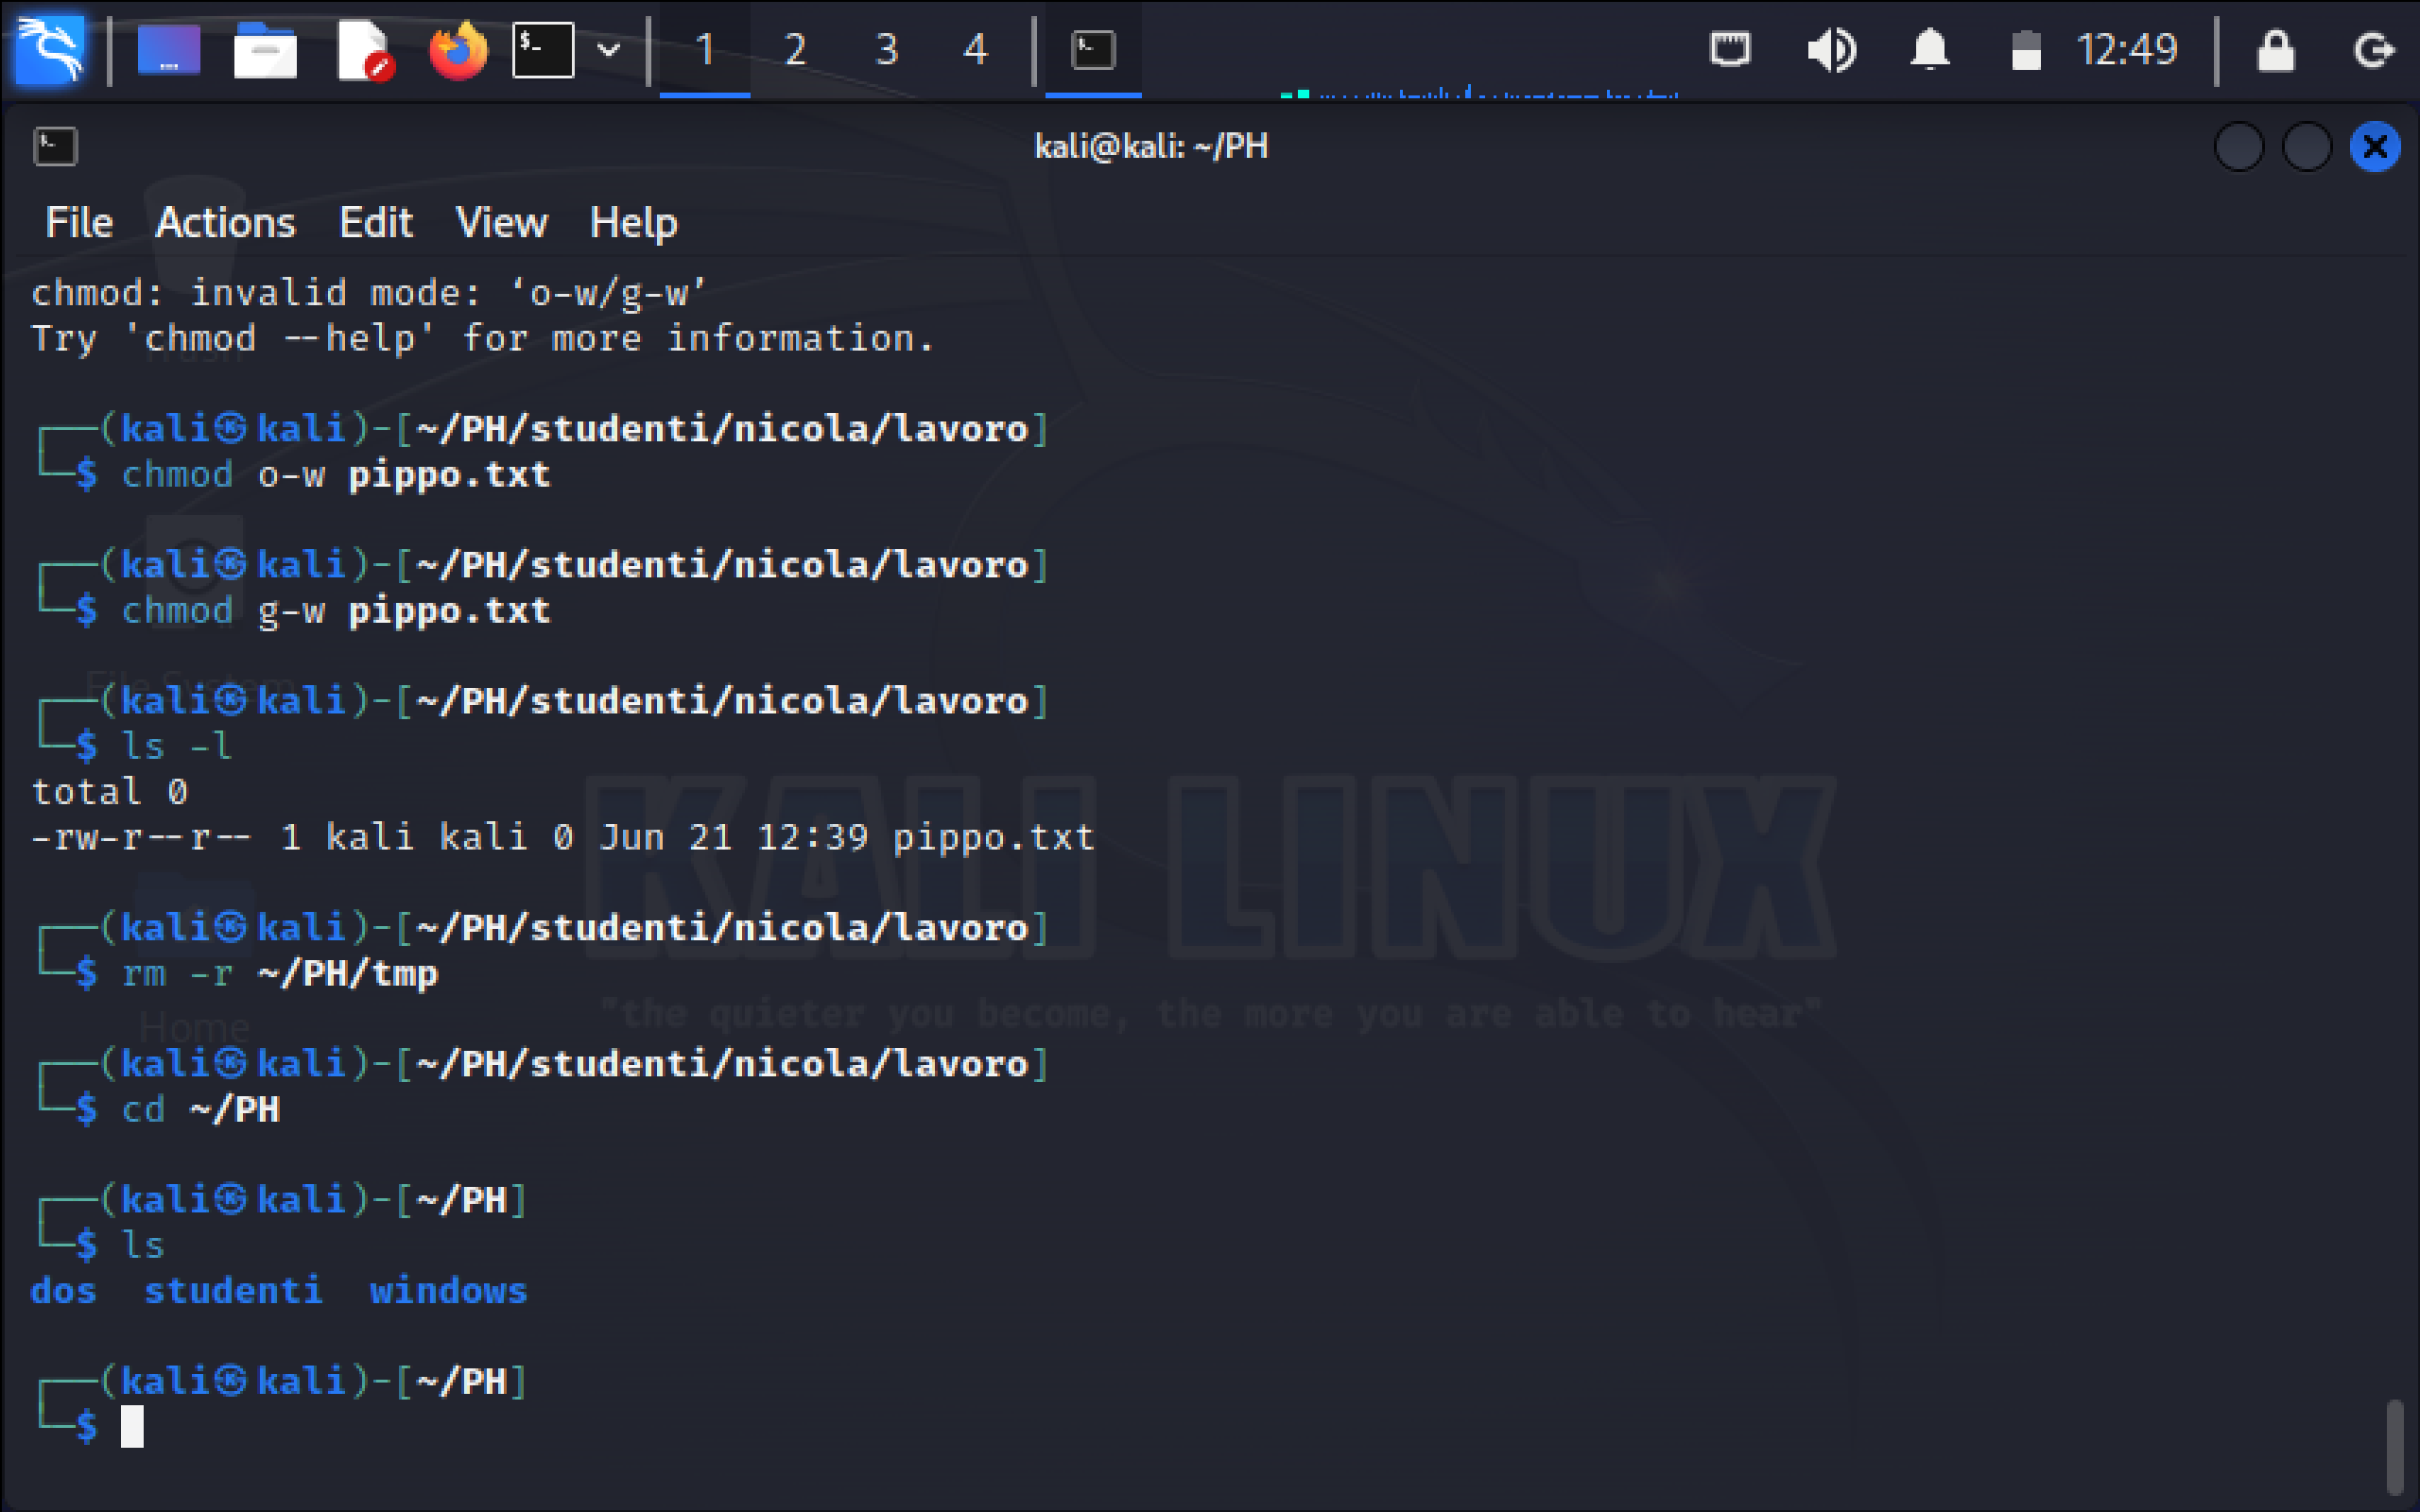 1 2 3 4 12:49
kali@kali: ~/PH
File Actions Edit View Help
chmod: invalid mode: ‘o-w/g-w’
Try 'chmod --help' for more information.
┌──(kali㉿kali)-[~/PH/studenti/nicola/lavoro]
└─$ chmod o-w pippo.txt
┌──(kali㉿kali)-[~/PH/studenti/nicola/lavoro]
└─$ chmod g-w pippo.txt
File System
┌──(kali㉿kali)-[~/PH/studenti/nicola/lavoro]
└─$ ls -l
total 0
-rw-r--r-- 1 kali kali 0 Jun 21 12:39 pippo.txt
KALI LINUX
┌──(kali㉿kali)-[~/PH/studenti/nicola/lavoro]
└─$ rm -r ~/PH/tmp
"the quieter you become, the more you are able to hear"
Home
┌──(kali㉿kali)-[~/PH/studenti/nicola/lavoro]
└─$ cd ~/PH
┌──(kali㉿kali)-[~/PH]
└─$ ls
dos studenti windows
┌──(kali㉿kali)-[~/PH]
└─$